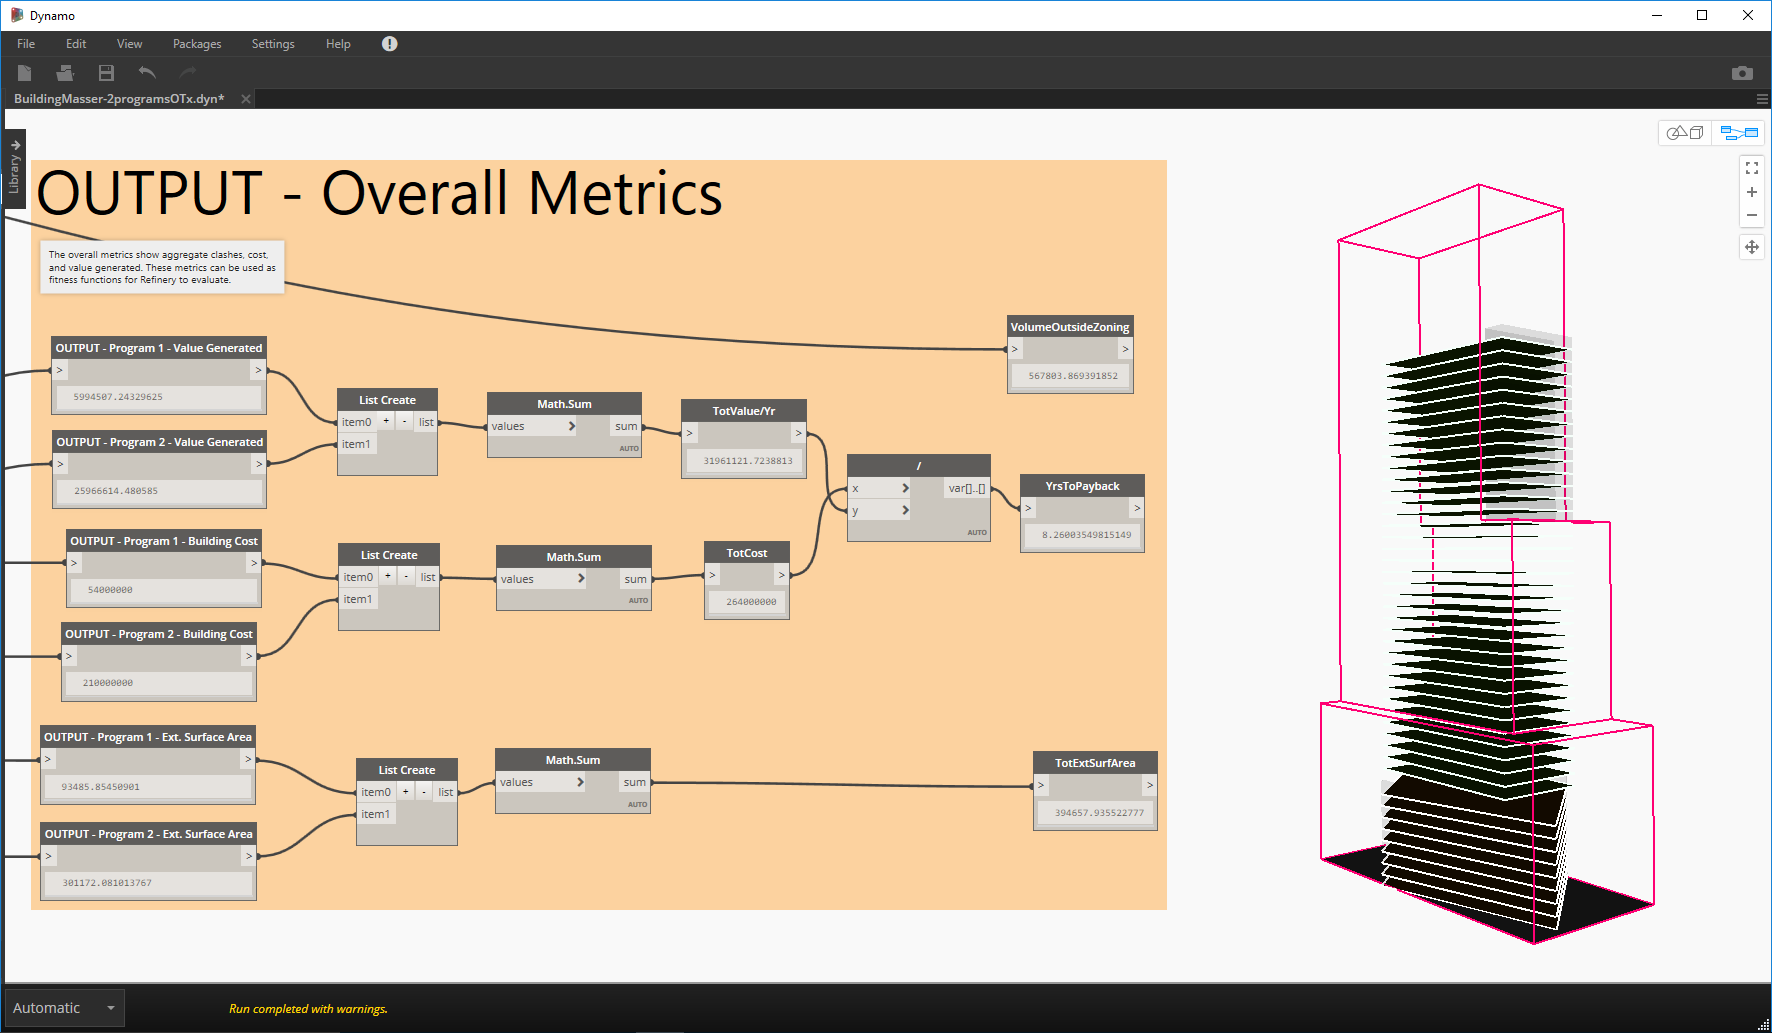 Dynamo
File Edit View Packages Settings Help !
BuildingMasser-2programsOTx.dyn*
Library
OUTPUT - Overall Metrics
The overall metrics show aggregate clashes, cost,
and value generated. These metrics can be used as
fitness functions for Refinery to evaluate.
VolumeOutsideZoning
> >
567803.869391852
OUTPUT - Program 1 - Value Generated
> >
5994507.24329625
OUTPUT - Program 2 - Value Generated
> >
25966614.480585
List Create
item0 + - list
item1
Math.Sum
values > sum
AUTO
TotValue/Yr
> >
31961121.7238813
/
x > var[]..[]
y >
AUTO
YrsToPayback
> >
8.26003549815149
OUTPUT - Program 1 - Building Cost
> >
54000000
OUTPUT - Program 2 - Building Cost
> >
210000000
List Create
item0 + - list
item1
Math.Sum
values > sum
AUTO
TotCost
> >
264000000
OUTPUT - Program 1 - Ext. Surface Area
> >
93485.85450901
OUTPUT - Program 2 - Ext. Surface Area
> >
301172.081013767
List Create
item0 + - list
item1
Math.Sum
values > sum
AUTO
TotExtSurfArea
> >
394657.935522777
Automatic
Run completed with warnings.